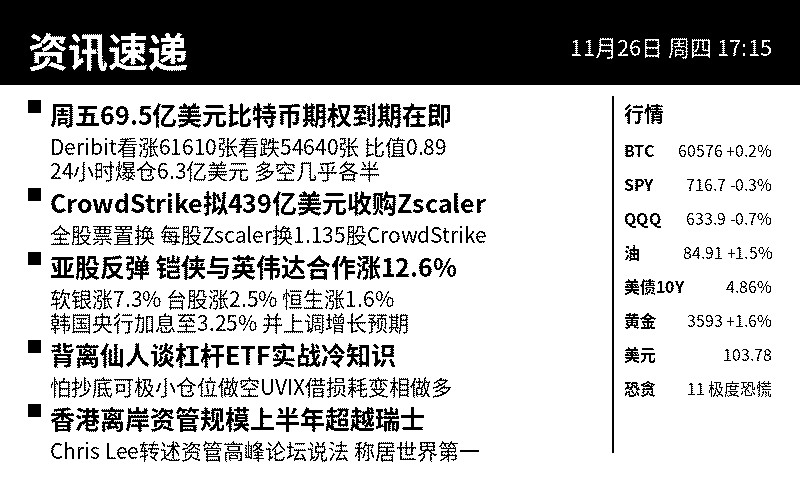 资讯速递
11月26日 周四 17:15
周五69.5亿美元比特币期权到期在即
Deribit看涨61610张看跌54640张 比值0.89
24小时爆仓6.3亿美元 多空几乎各半
CrowdStrike拟439亿美元收购Zscaler
全股票置换 每股Zscaler换1.135股CrowdStrike
亚股反弹 铠侠与英伟达合作涨12.6%
软银涨7.3% 台股涨2.5% 恒生涨1.6%
韩国央行加息至3.25% 并上调增长预期
背离仙人谈杠杆ETF实战冷知识
怕抄底可极小仓位做空UVIX借损耗变相做多
香港离岸资管规模上半年超越瑞士
Chris Lee转述资管高峰论坛说法 称居世界第一
行情
BTC 60576 +0.2%
SPY 716.7 -0.3%
QQQ 633.9 -0.7%
油 84.91 +1.5%
美债10Y 4.86%
黄金 3593 +1.6%
美元 103.78
恐贪 11 极度恐慌